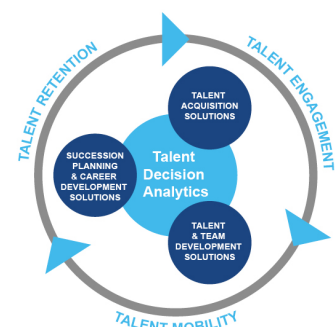 TALENT RETENTION
TALENT ENGAGEMENT
TALENT
ACQUISITION
SOLUTIONS
SUCCESSION
PLANNING
& CAREER
DEVELOPMENT
SOLUTIONS
Talent
Decision
Analytics
TALENT
& TEAM
DEVELOPMENT
SOLUTIONS
TALENT MOBILITY